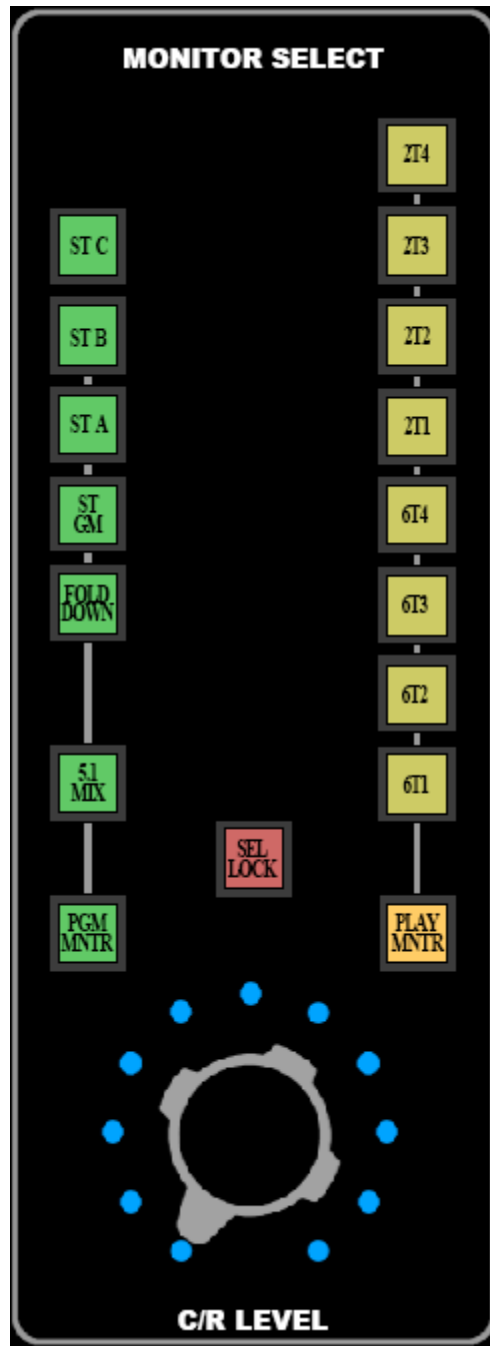 MONITOR SELECT
2T4
ST C
2T3
ST B
2T2
ST A
2T1
ST
GM
6T4
FOLD
DOWN
6T3
6T2
5.1
MIX
6T1
SEL
LOCK
PGM
MNTR
PLAY
MNTR
C/R LEVEL